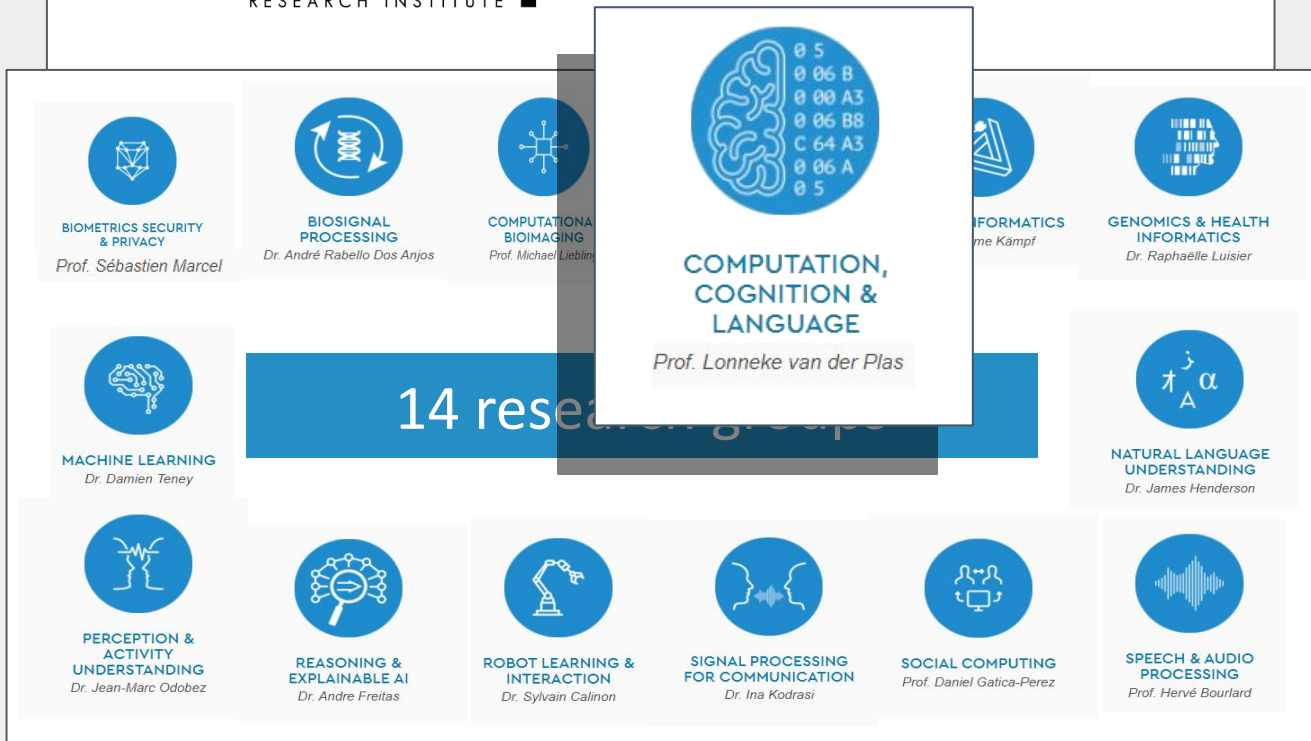 RESEARCH INSTITUTE
0 5
0 06 B
0 00 A3
0 06 B8
C 64 A3
0 06 A
0 5
COMPUTATION,
COGNITION &
LANGUAGE
Prof. Lonneke van der Plas
BIOMETRICS SECURITY
& PRIVACY
Prof. Sébastien Marcel
BIOSIGNAL
PROCESSING
Dr. André Rabello Dos Anjos
COMPUTATIONA
BIOIMAGING
Prof. Michael Liebling
NFORMATICS
me Kämpf
GENOMICS & HEALTH
INFORMATICS
Dr. Raphaëlle Luisier
MACHINE LEARNING
Dr. Damien Teney
14 research groups
オ α
A
NATURAL LANGUAGE
UNDERSTANDING
Dr. James Henderson
PERCEPTION &
ACTIVITY
UNDERSTANDING
Dr. Jean-Marc Odobez
REASONING &
EXPLAINABLE AI
Dr. Andre Freitas
ROBOT LEARNING &
INTERACTION
Dr. Sylvain Calinon
SIGNAL PROCESSING
FOR COMMUNICATION
Dr. Ina Kodrasi
SOCIAL COMPUTING
Prof. Daniel Gatica-Perez
SPEECH & AUDIO
PROCESSING
Prof. Hervé Bourlard